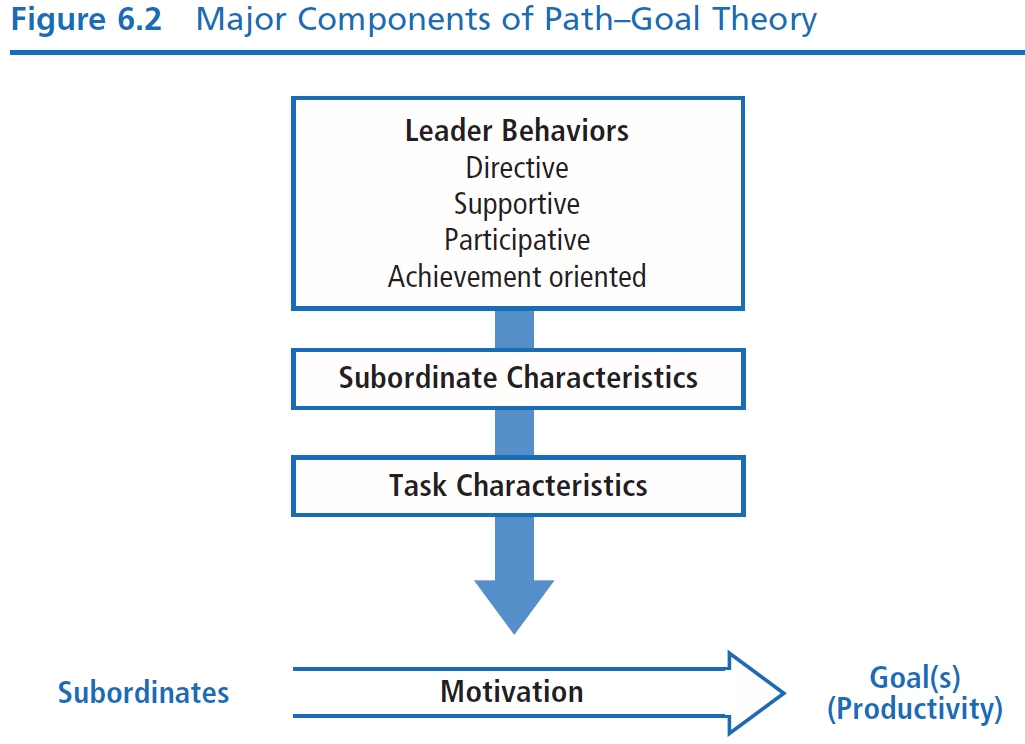 Figure 6.2 Major Components of Path–Goal Theory
Leader Behaviors
Directive
Supportive
Participative
Achievement oriented
Subordinate Characteristics
Task Characteristics
Subordinates
Motivation
Goal(s)
(Productivity)